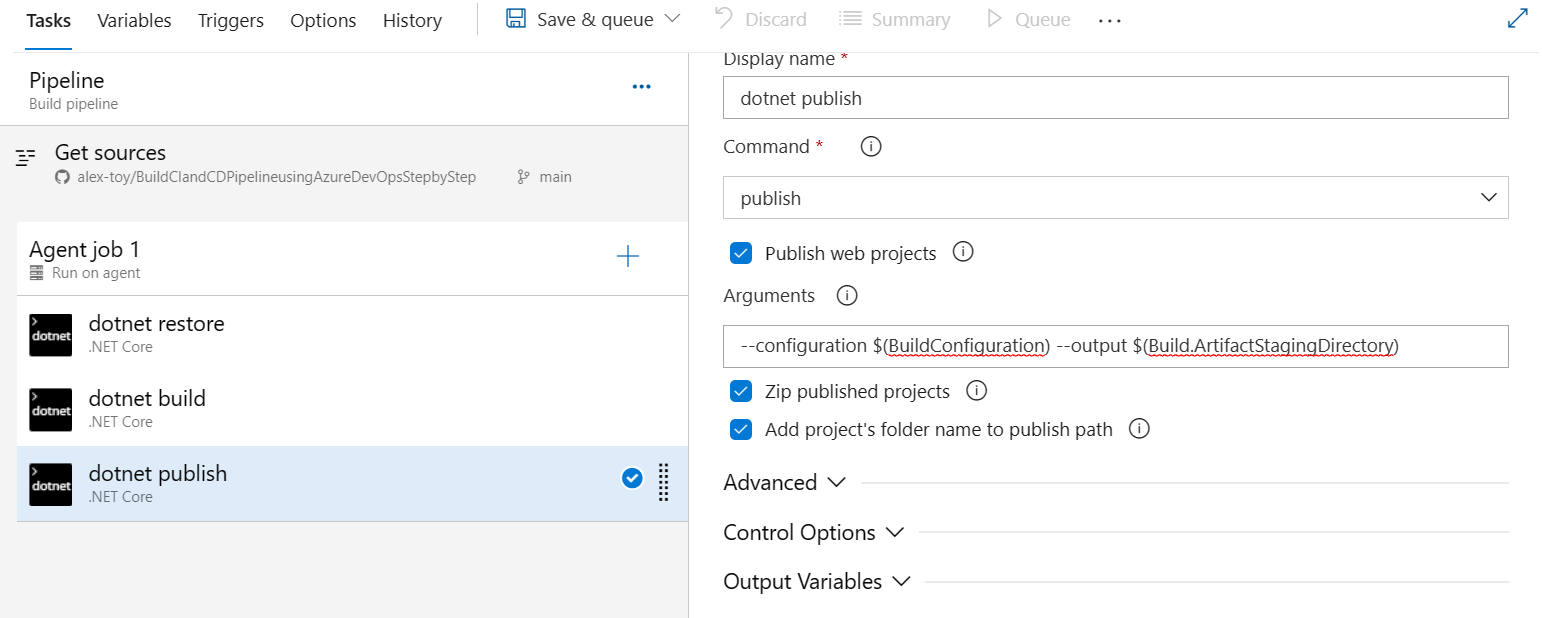 Tasks Variables Triggers Options History Save & queue Discard Summary Queue ...
Pipeline
Build pipeline
Get sources
alex-toy/BuildCIandCDPipelineusingAzureDevOpsStepbyStep main
Agent job 1
Run on agent
dotnet
dotnet restore
.NET Core
dotnet
dotnet build
.NET Core
dotnet
dotnet publish
.NET Core
Display name *
dotnet publish
Command *
publish
Publish web projects
Arguments
--configuration $(BuildConfiguration) --output $(Build.ArtifactStagingDirectory)
Zip published projects
Add project's folder name to publish path
Advanced
Control Options
Output Variables